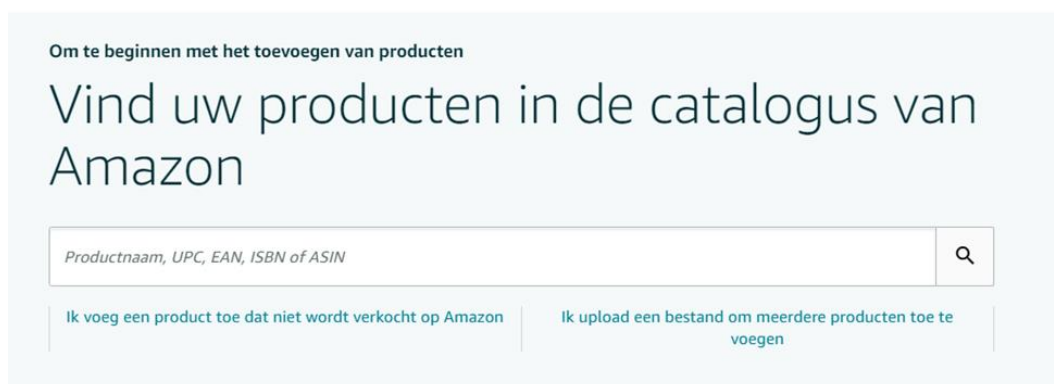 Om te beginnen met het toevoegen van producten
Vind uw producten in de catalogus van
Amazon
Productnaam, UPC, EAN, ISBN of ASIN
Ik voeg een product toe dat niet wordt verkocht op Amazon
Ik upload een bestand om meerdere producten toe te
voegen